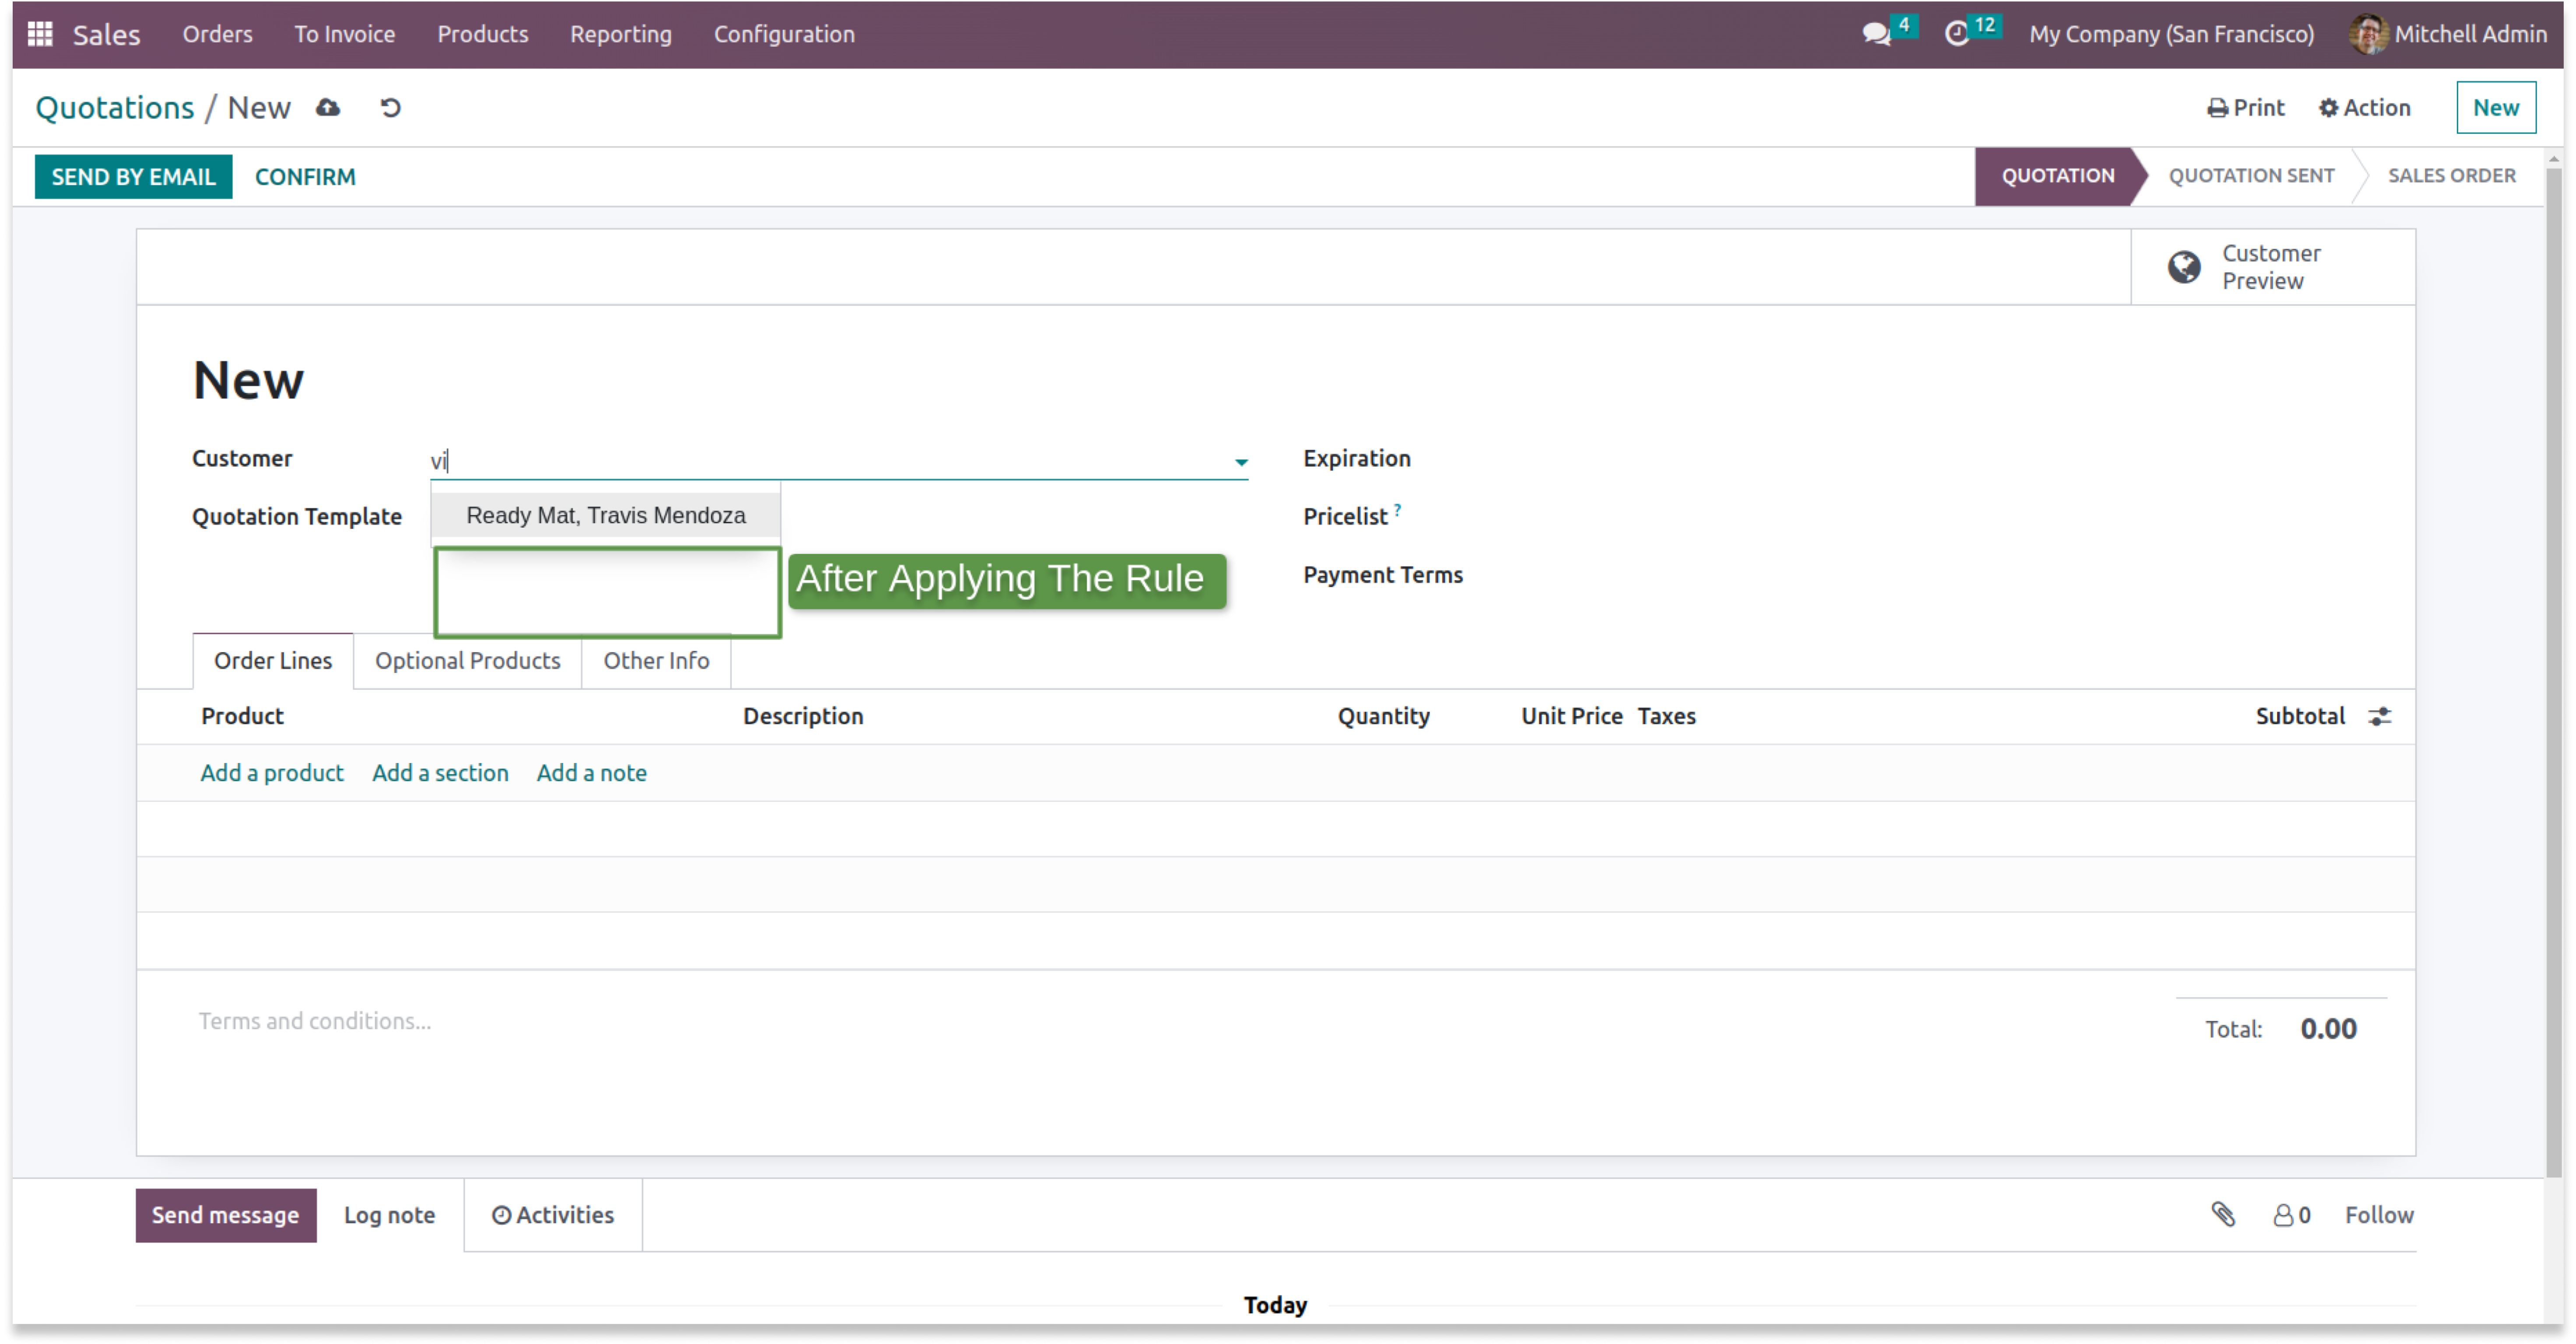 Sales Orders To Invoice Products Reporting Configuration 4 12 My Company (San Francisco) Mitchell Admin
Quotations / New Print Action New
SEND BY EMAIL CONFIRM QUOTATION QUOTATION SENT SALES ORDER
Customer
Preview
New
Customer vi Expiration
Quotation Template Ready Mat, Travis Mendoza Pricelist ?
After Applying The Rule Payment Terms
Order Lines Optional Products Other Info
Product Description Quantity Unit Price Taxes Subtotal
Add a product Add a section Add a note
Terms and conditions...
Total: 0.00
Send message Log note Activities 0 Follow
Today